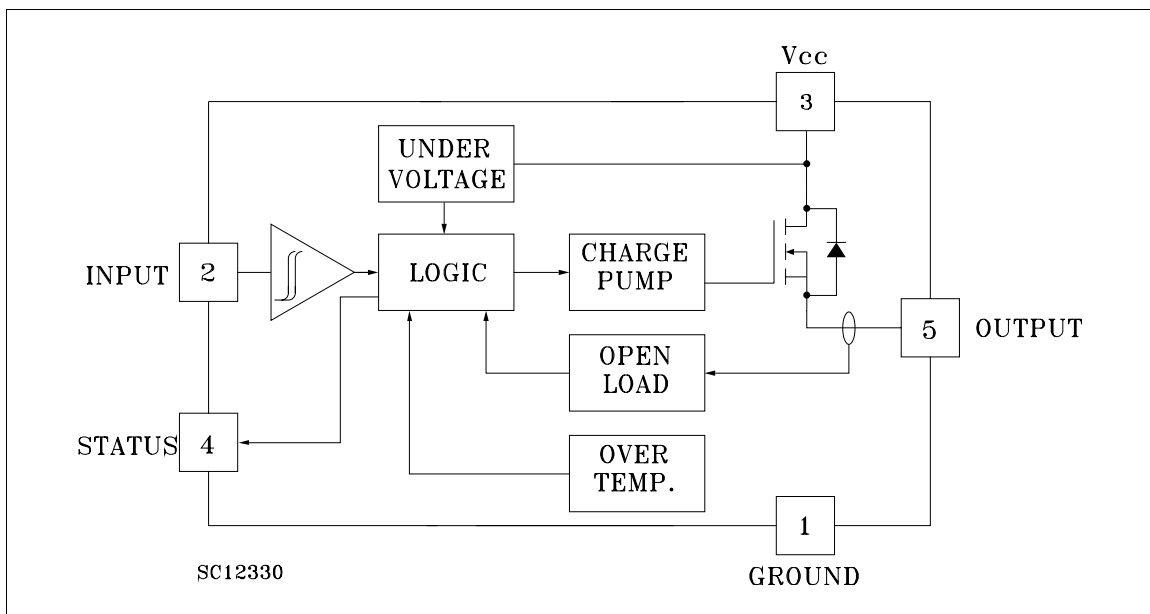 Vcc
3
UNDER
VOLTAGE
INPUT
2
LOGIC
CHARGE
PUMP
5
OUTPUT
OPEN
LOAD
STATUS
4
OVER
TEMP.
1
GROUND
SC12330